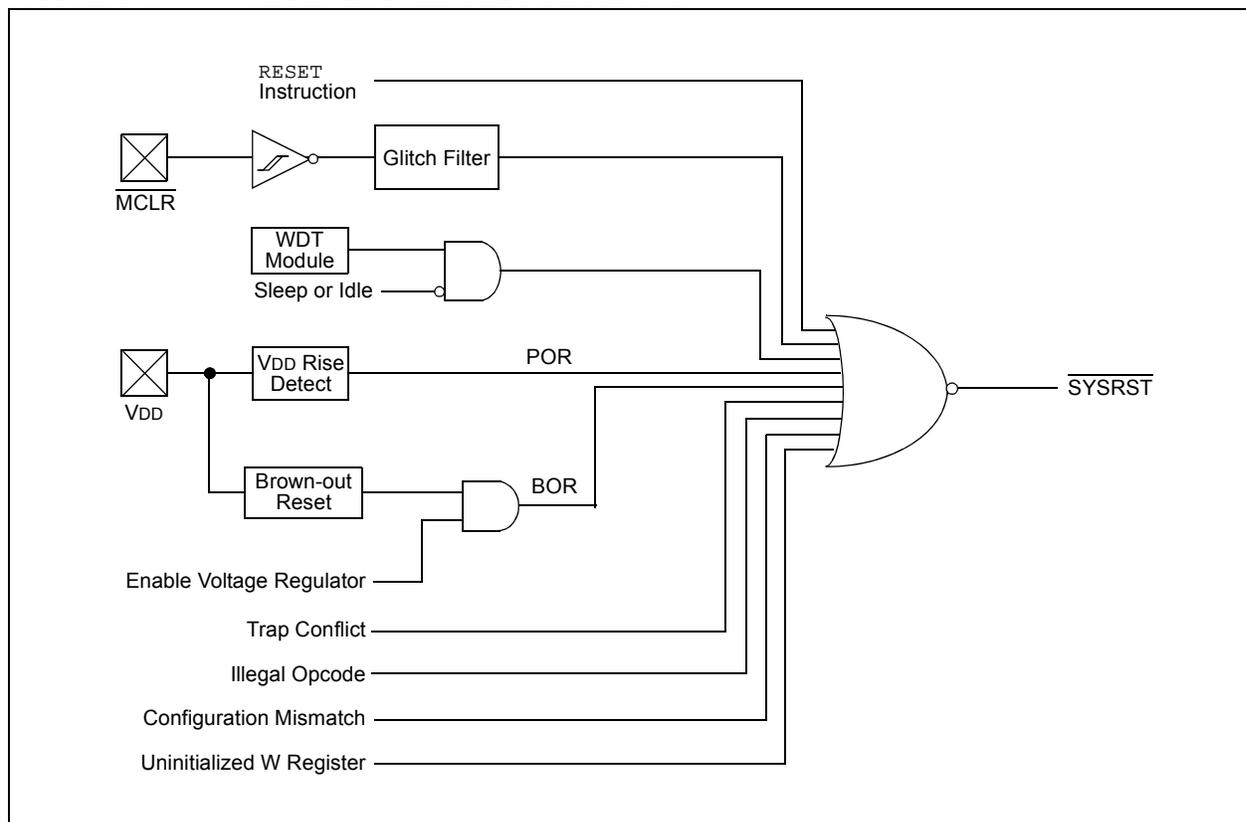 RESET
Instruction
Glitch Filter
MCLR
WDT
Module
Sleep or Idle
VDD Rise
Detect
POR
VDD
SYSRST
Brown-out
Reset
BOR
Enable Voltage Regulator
Trap Conflict
Illegal Opcode
Configuration Mismatch
Uninitialized W Register